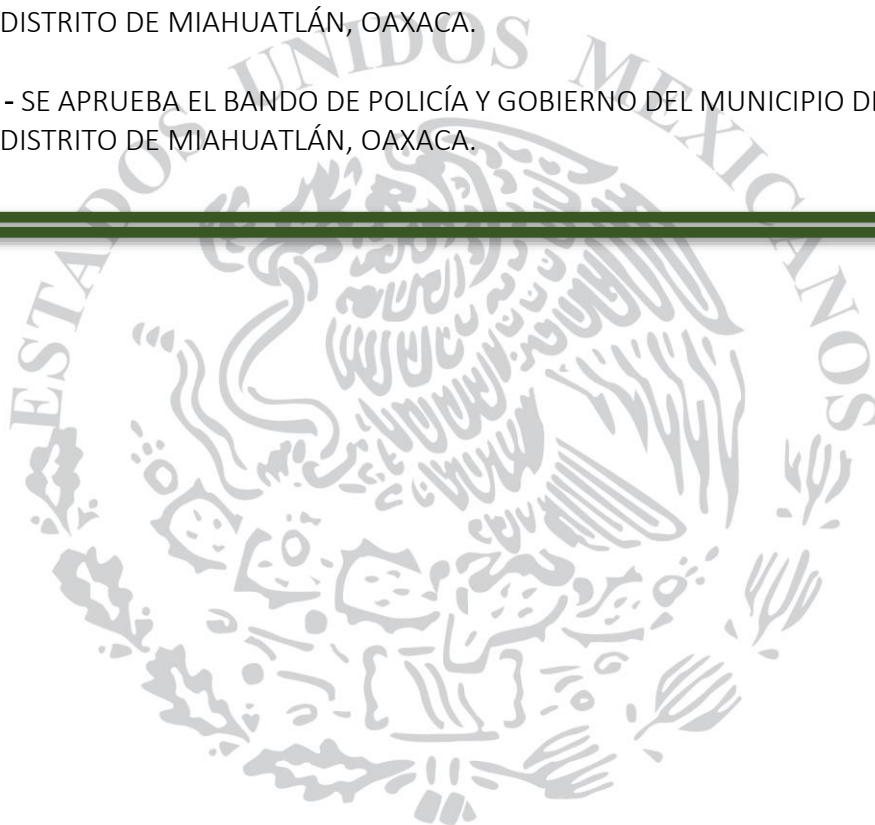 DISTRITO DE MIAHUATLÁN, OAXACA.
- SE APRUEBA EL BANDO DE POLICÍA Y GOBIERNO DEL MUNICIPIO
DISTRITO DE MIAHUATLÁN, OAXACA.
ESTADOS UNIDOS MEXICANOS